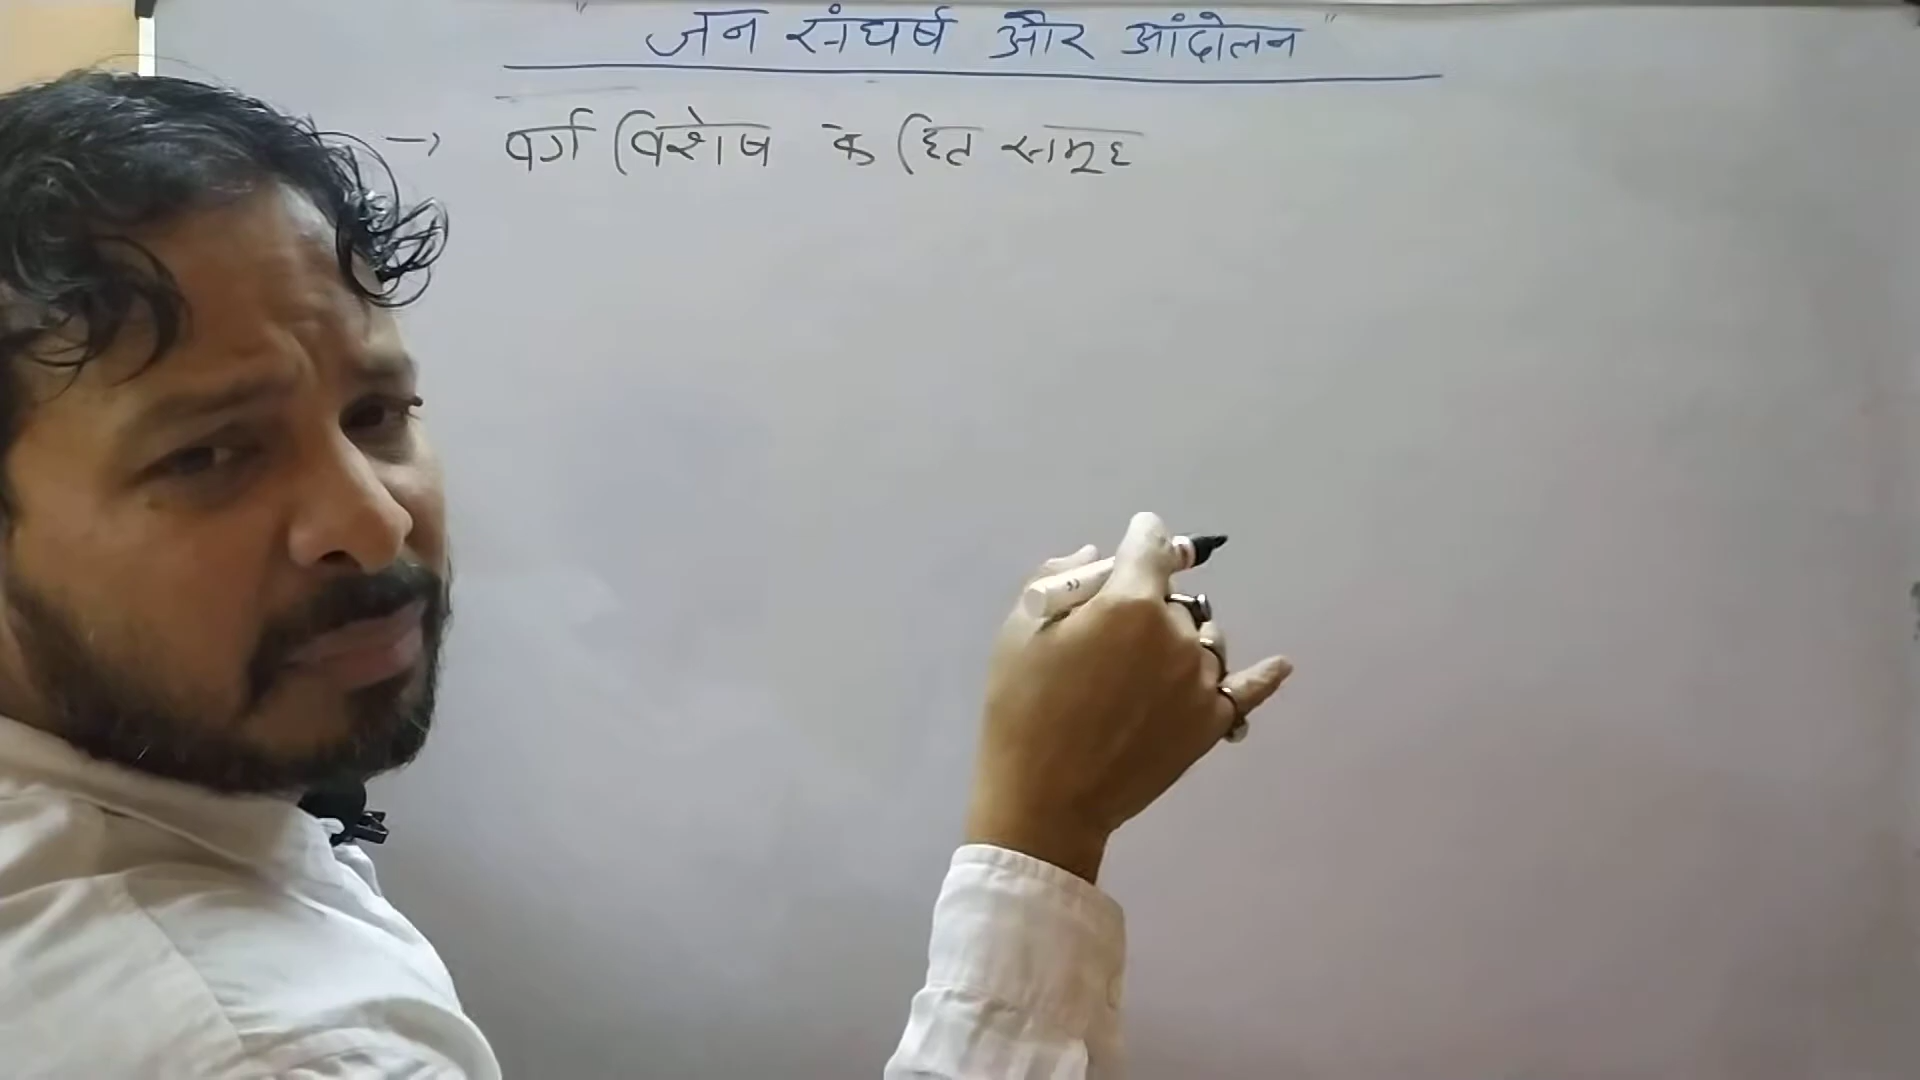 " जन संघर्ष और आंदोलन "
→ वर्ग विशेष के हित समूह